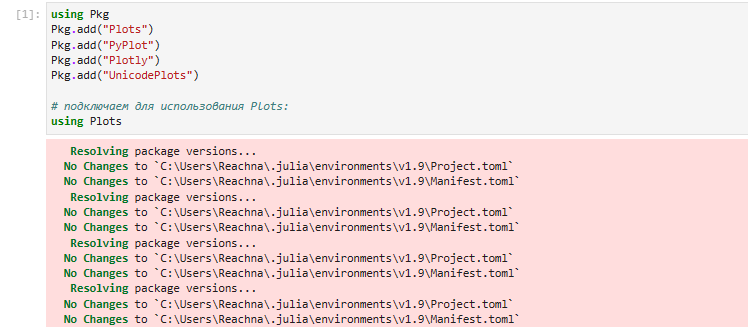 [1]: using Pkg
Pkg.add("Plots")
Pkg.add("PyPlot")
Pkg.add("Plotly")
Pkg.add("UnicodePlots")
# подключаем для использования Plots:
using Plots
Resolving package versions...
No Changes to `C:\Users\Reachna\.julia\environments\v1.9\Project.toml`
No Changes to `C:\Users\Reachna\.julia\environments\v1.9\Manifest.toml`
Resolving package versions...
No Changes to `C:\Users\Reachna\.julia\environments\v1.9\Project.toml`
No Changes to `C:\Users\Reachna\.julia\environments\v1.9\Manifest.toml`
Resolving package versions...
No Changes to `C:\Users\Reachna\.julia\environments\v1.9\Project.toml`
No Changes to `C:\Users\Reachna\.julia\environments\v1.9\Manifest.toml`
Resolving package versions...
No Changes to `C:\Users\Reachna\.julia\environments\v1.9\Project.toml`
No Changes to `C:\Users\Reachna\.julia\environments\v1.9\Manifest.toml`